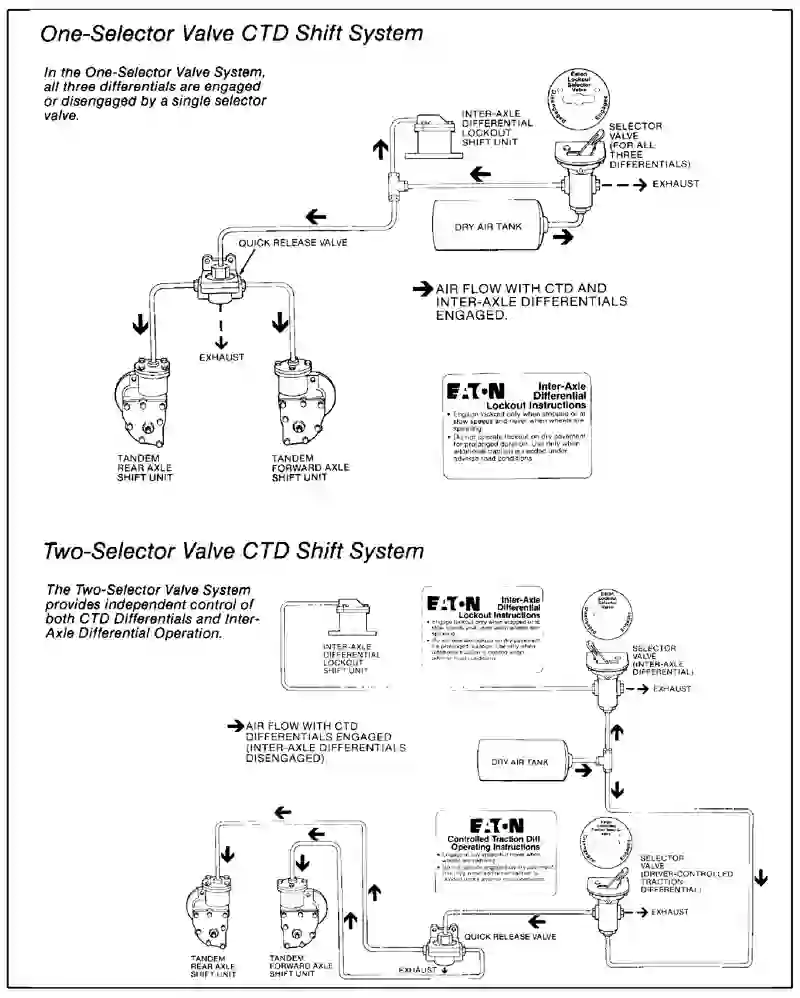 One-Selector Valve CTD Shift System
In the One-Selector Valve System,
all three differentials are engaged
or disengaged by a single selector
valve.
Eaton
Lockout
Selector
Valve
Disengaged
Engaged
INTER-AXLE
DIFFERENTIAL
LOCKOUT
SHIFT UNIT
SELECTOR
VALVE
(FOR ALL
THREE
DIFFERENTIALS)
EXHAUST
DRY AIR TANK
QUICK RELEASE VALVE
AIR FLOW WITH CTD AND
INTER-AXLE DIFFERENTIALS
ENGAGED.
EXHAUST
TANDEM
REAR AXLE
SHIFT UNIT
TANDEM
FORWARD AXLE
SHIFT UNIT
EATON
Inter-Axle
Differential
Lockout Instructions
• Engage lockout only when stopped or at
slow speeds and never when wheels are
spinning
• Do not operate lockout on dry pavement
for prolonged duration. Use only when
additional traction is needed under
adverse road conditions
Two-Selector Valve CTD Shift System
The Two-Selector Valve System
provides independent control of
both CTD Differentials and Inter-
Axle Differential Operation.
INTER-AXLE
DIFFERENTIAL
LOCKOUT
SHIFT UNIT
EATON
Inter-Axle
Differential
Lockout Instructions
Eaton
Lockout
Selector
Valve
SELECTOR
VALVE
(INTER-AXLE
DIFFERENTIAL)
EXHAUST
AIR FLOW WITH CTD
DIFFERENTIALS ENGAGED
(INTER-AXLE DIFFERENTIALS
DISENGAGED)
DRY AIR TANK
EATON
Controlled Traction Diff
Operating Instructions
SELECTOR
VALVE
(DRIVER-CONTROLLED
TRACTION
DIFFERENTIAL)
EXHAUST
QUICK RELEASE VALVE
EXHAUST
TANDEM
REAR AXLE
SHIFT UNIT
TANDEM
FORWARD AXLE
SHIFT UNIT